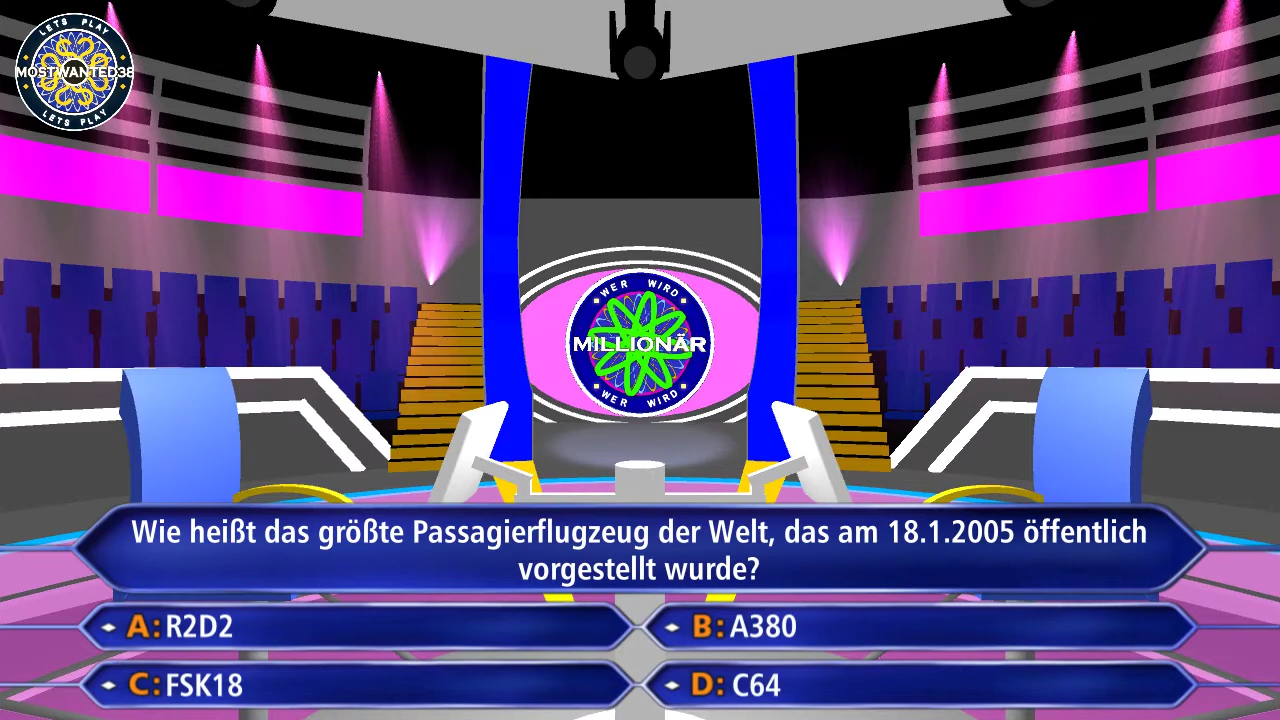 LETS PLAY
MOSTWANTED38
LETS PLAY
WER WIRD
MILLIONÄR
WER WIRD
Wie heißt das größte Passagierflugzeug der Welt, das am 18.1.2005 öffentlich
vorgestellt wurde?
A: R2D2
B: A380
C: FSK18
D: C64